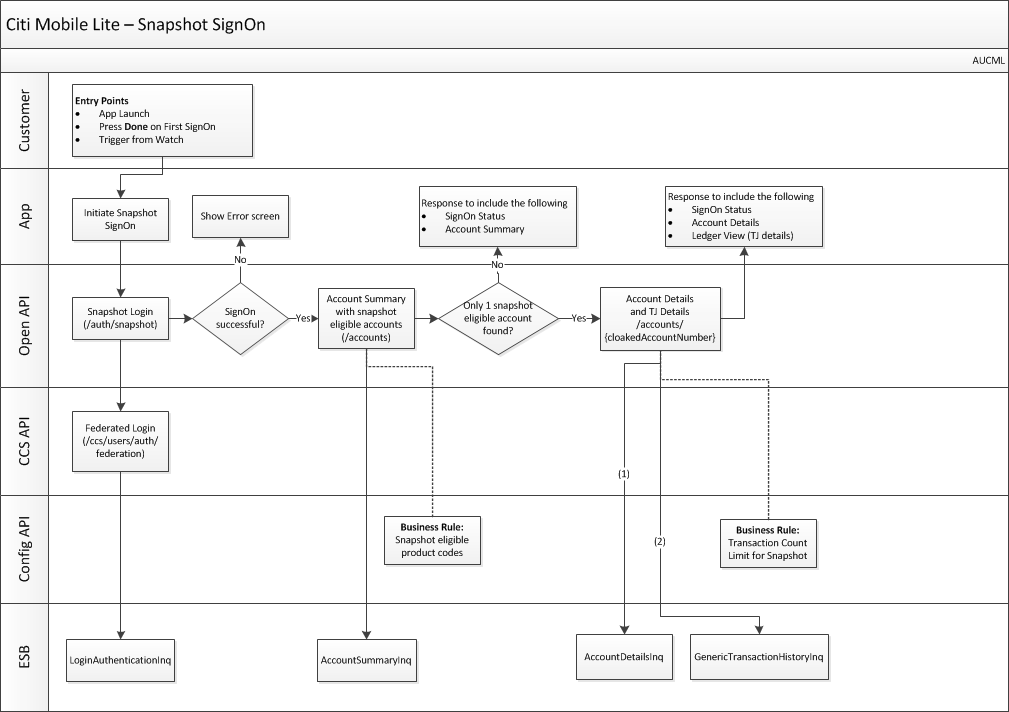 Citi Mobile Lite – Snapshot SignOn
AUCML
Customer
Entry Points
• App Launch
• Press Done on First SignOn
• Trigger from Watch
App
Initiate Snapshot
SignOn
Show Error screen
Response to include the following
• SignOn Status
• Account Summary
Response to include the following
• SignOn Status
• Account Details
• Ledger View (TJ details)
No
No
Open API
Snapshot Login
(/auth/snapshot)
SignOn
successful?
Yes
Account Summary
with snapshot
eligible accounts
(/accounts)
Only 1 snapshot
eligible account
found?
Yes
Account Details
and TJ Details
/accounts/
{cloakedAccountNumber}
CCS API
Federated Login
(/ccs/users/auth/
federation)
(1)
Config API
Business Rule:
Snapshot eligible
product codes
(2)
Business Rule:
Transaction Count
Limit for Snapshot
ESB
LoginAuthenticationInq
AccountSummaryInq
AccountDetailsInq
GenericTransactionHistoryInq